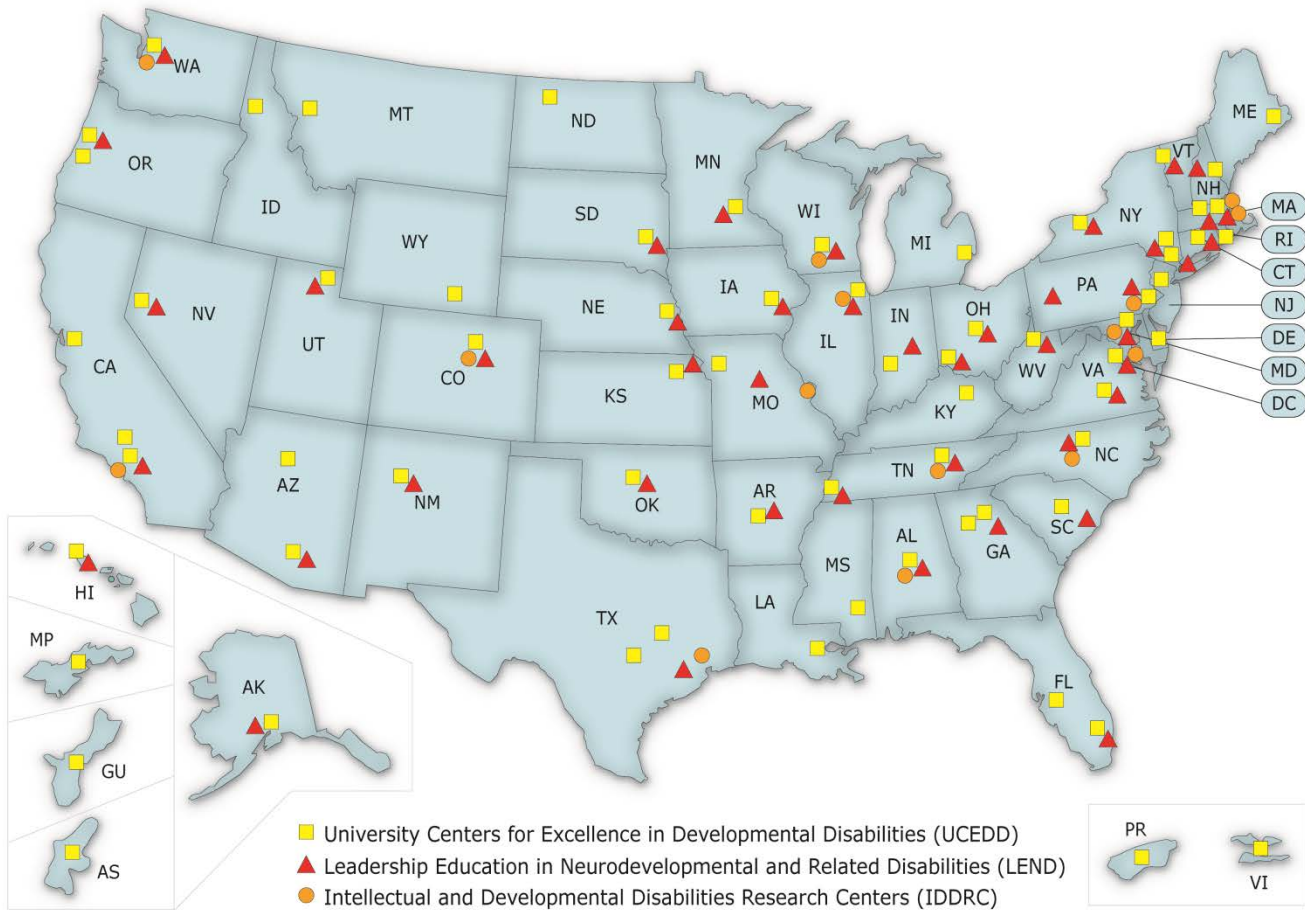 WA
MT
ND
ME
OR
MN
VT
ID
SD
WI
NH
NY
MA
WY
MI
RI
CT
IA
PA
NV
NE
OH
NJ
UT
IL
IN
DE
CA
CO
WV
VA
MD
KS
MO
DC
KY
TN
NC
AZ
NM
OK
AR
SC
AL
GA
MS
HI
LA
TX
MP
AK
FL
GU
AS
University Centers for Excellence in Developmental Disabilities (UCEDD)
Leadership Education in Neurodevelopmental and Related Disabilities (LEND)
Intellectual and Developmental Disabilities Research Centers (IDDRC)
PR
VI